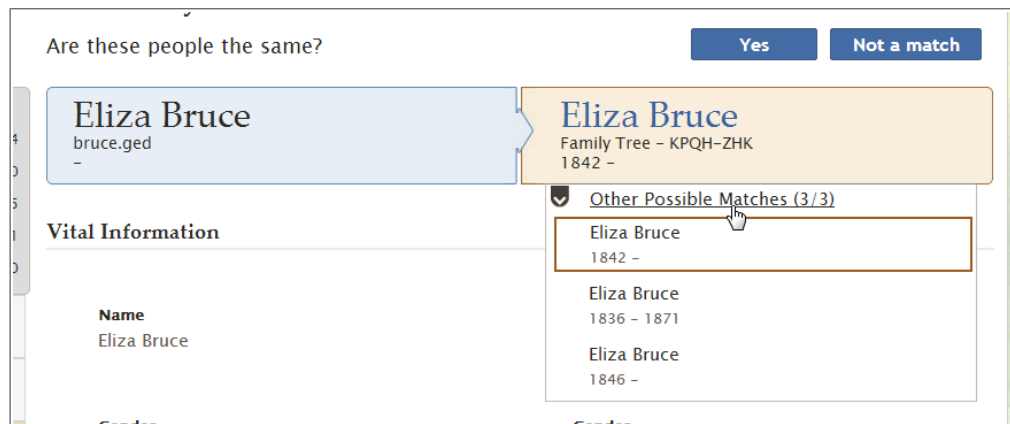 Are these people the same?
Yes
Not a match
Eliza Bruce
bruce.ged
–
Eliza Bruce
Family Tree – KPQH-ZHK
1842 –
Other Possible Matches (3/3)
Eliza Bruce
1842 –
Eliza Bruce
1836 – 1871
Eliza Bruce
1846 –
Vital Information
Name
Eliza Bruce